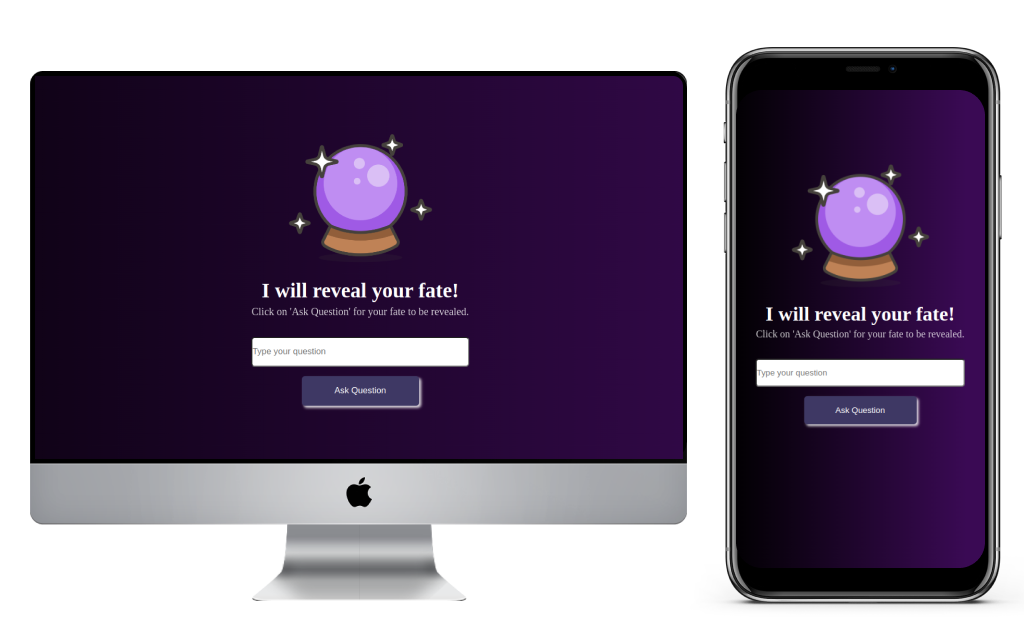 I will reveal your fate!
Click on 'Ask Question' for your fate to be revealed.
Type your question
Ask Question
I will reveal your fate!
Click on 'Ask Question' for your fate to be revealed.
Type your question
Ask Question